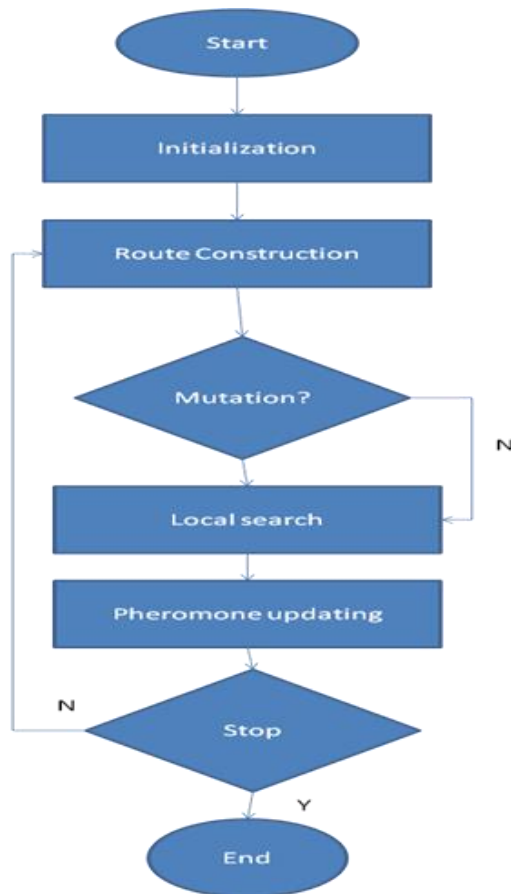 Start
Initialization
Route Construction
Mutation?
N
Local search
Pheromone updating
N
Stop
Y
End